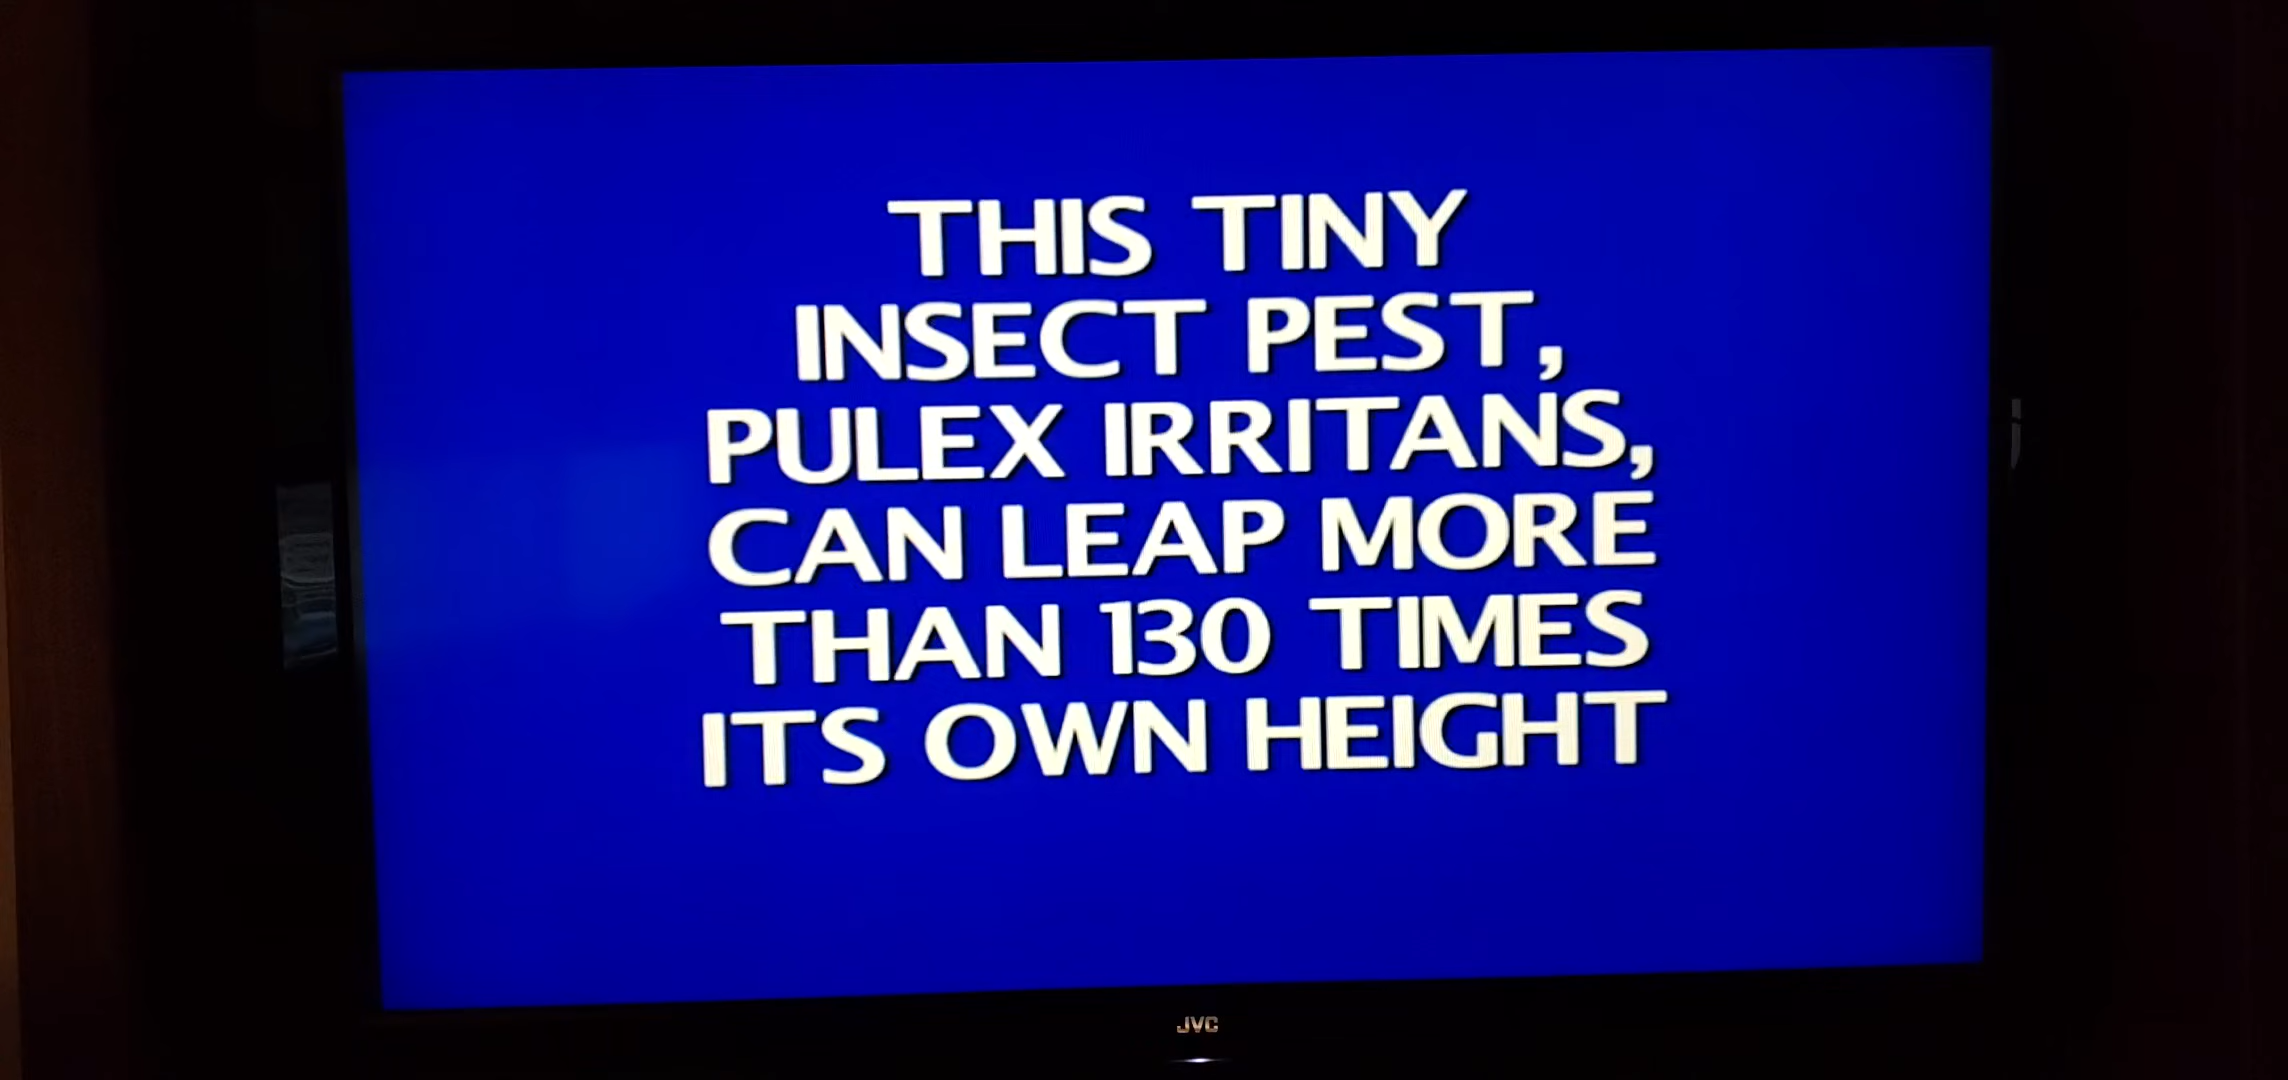 THIS TINY
INSECT PEST,
PULEX IRRITANS,
CAN LEAP MORE
THAN 130 TIMES
ITS OWN HEIGHT
JVC